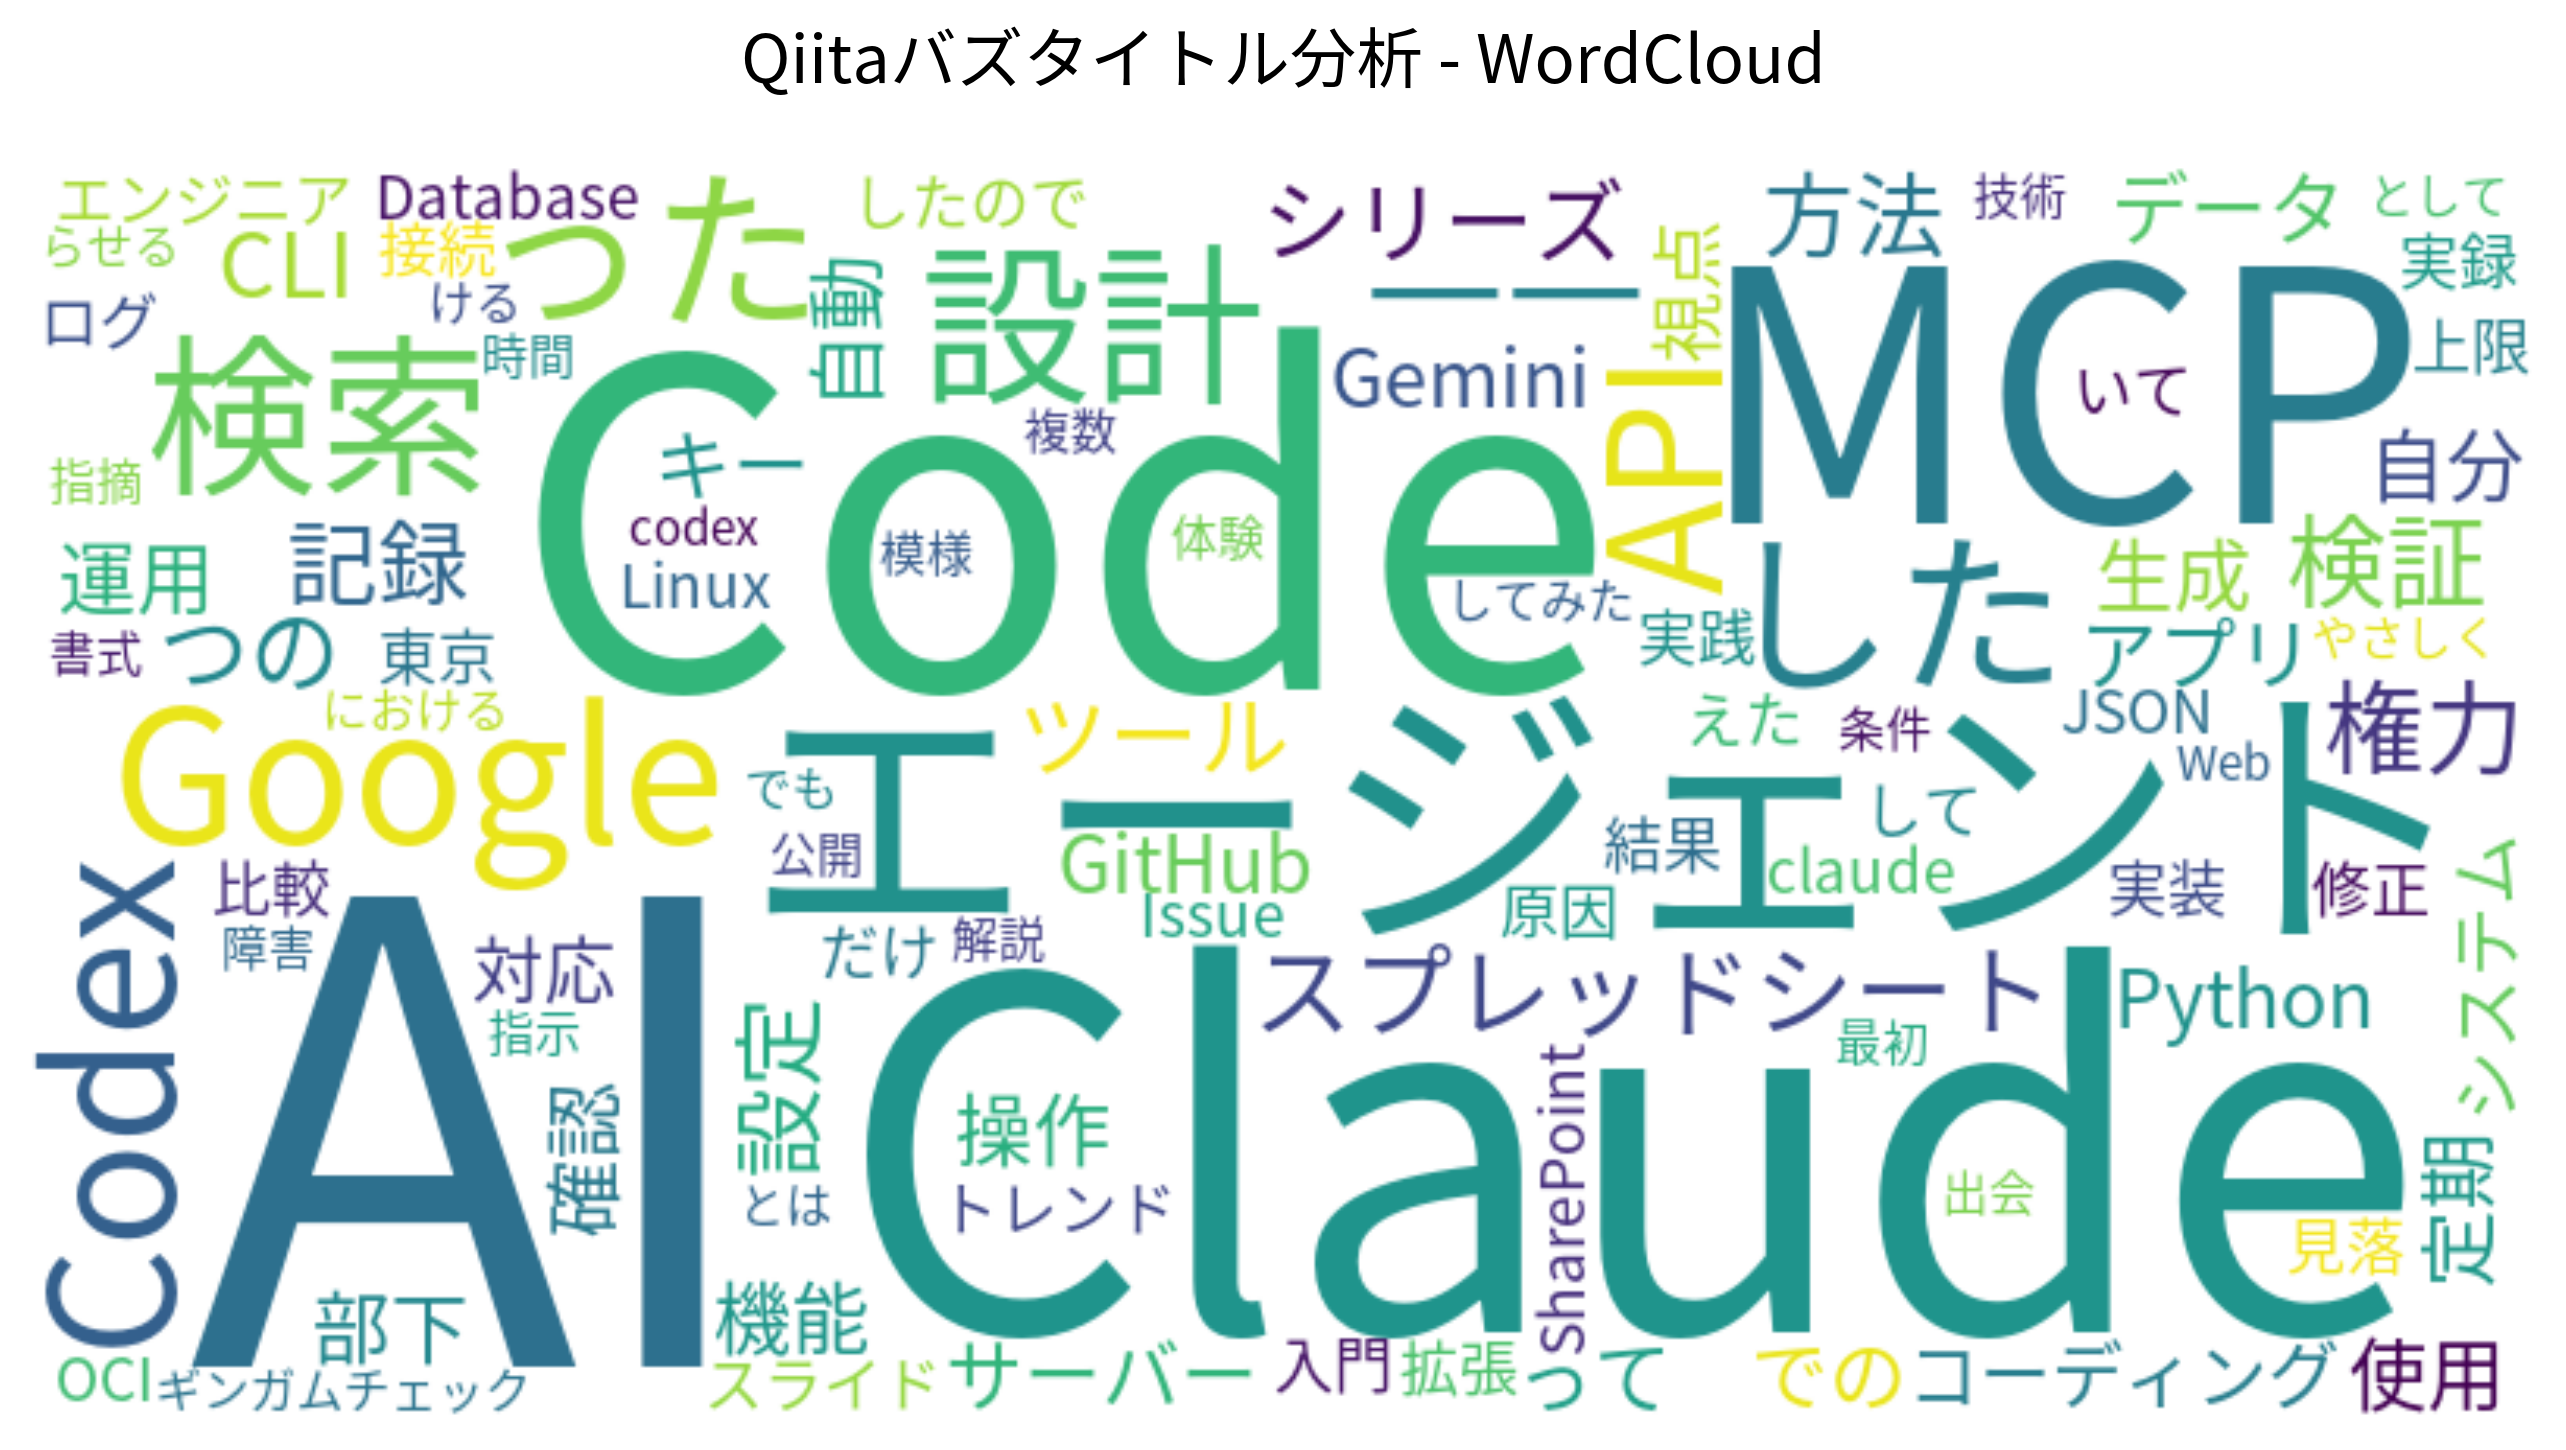 Qiitaバズタイトル分析 - WordCloud
エンジニア
Database
った
したので
シリーズ
方法
技術
データ
として
らせる
CLI
接続
ける
自動
設計
ーー
視点
MCP
実録
ログ
検索
時間
Code
複数
Gemini
API
いて
上限
指摘
キー
codex
模様
体験
自分
運用
記録
Linux
してみた
実践
した
生成
検証
書式
つの
東京
アプリ
やさしく
Google
における
エージェント
ツール
えた
条件
JSON
Web
権力
でも
公開
GitHub
Issue
結果
して
claude
原因
実装
修正
システム
Codex
比較
障害
AI
対応
指示
だけ
解説
Claude
スプレッドシート
Python
最初
設定
確認
操作
トレンド
とは
SharePoint
出会
見落
定期
部下
機能
OCI
ギンガムチェック
スライド
サーバー
入門
拡張
って
での
コーディング
使用